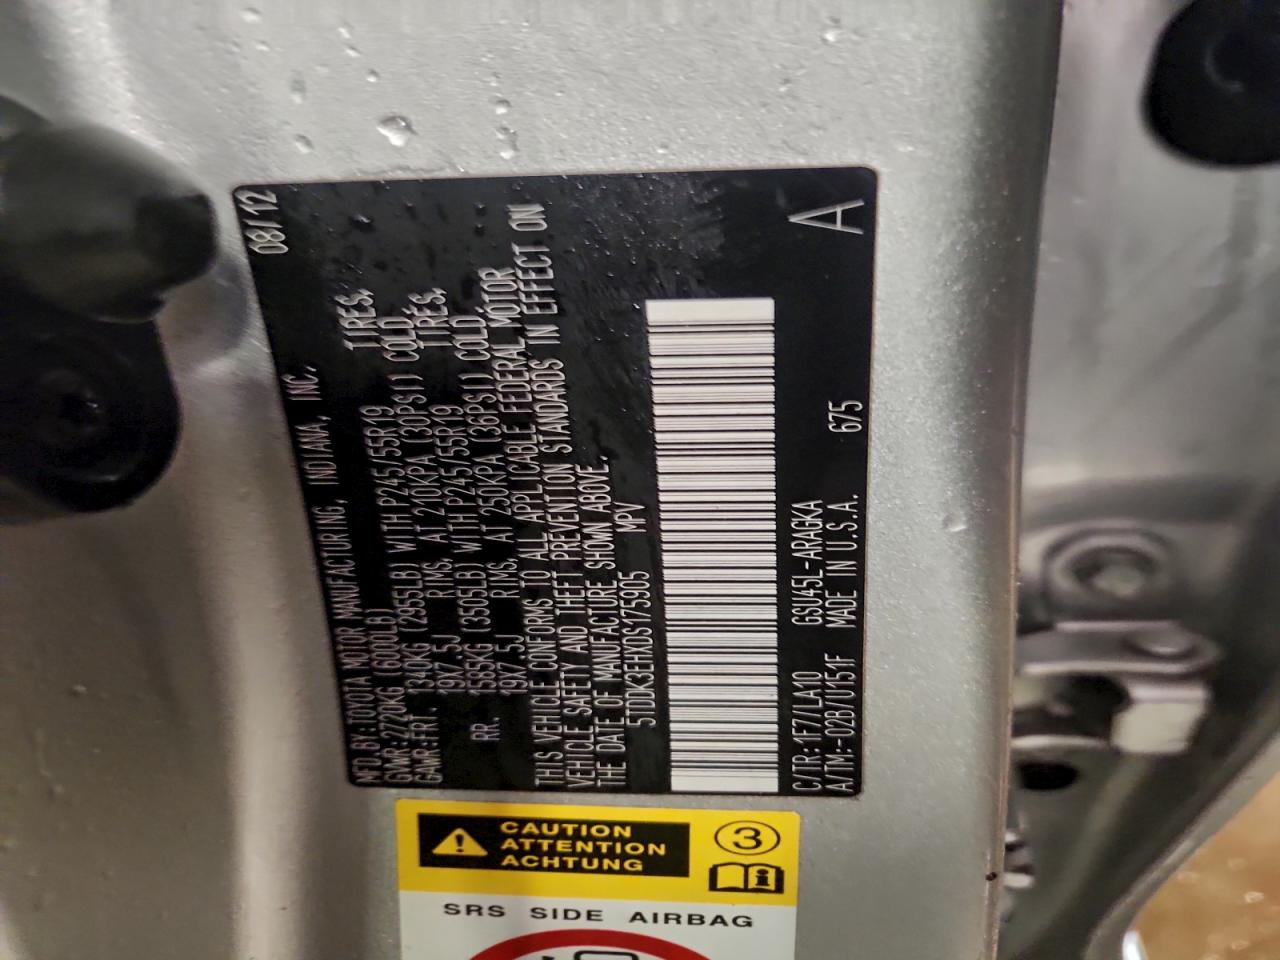 MFD. BY: TOYOTA MOTOR MANUFACTURING, INDIANA, INC. 08/12
GVWR: 2720KG (6000LB)
GAWR: FRT. 1340KG (2955LB) WITH P245/55R19 TIRES,
19X7.5J RIMS, AT 210KPA (30PSI) COLD
RR. 1585KG (3505LB) WITH P245/55R19 TIRES,
19X7.5J RIMS, AT 250KPA (36PSI) COLD
THIS VEHICLE CONFORMS TO ALL APPLICABLE FEDERAL MOTOR
VEHICLE SAFETY AND THEFT PREVENTION STANDARDS IN EFFECT ON
THE DATE OF MANUFACTURE SHOWN ABOVE.
5TDDK3EHXDS175905 MPV
C/TR: 1F7/LA10 GSU45L-ARAGKA
A/TM:-02B/U151F MADE IN U.S.A. 675 A
CAUTION
ATTENTION
ACHTUNG
3
i
SRS SIDE AIRBAG